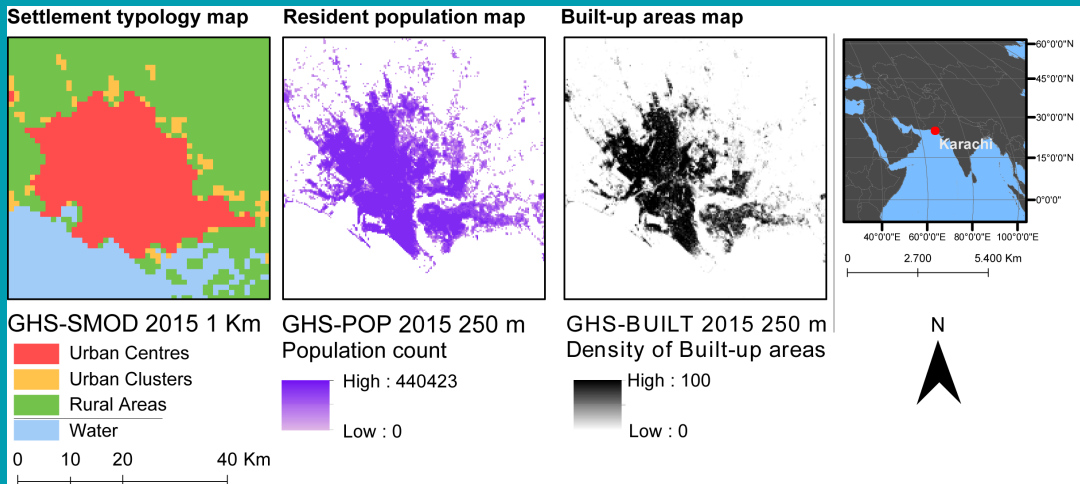 Settlement typology map
Resident population map
Built-up areas map
60°0'0"N
45°0'0"N
30°0'0"N
15°0'0"N
0°0'0"
Karachi
40°0'0"E 60°0'0"E 80°0'0"E 100°0'0"E
0 2.700 5.400 Km
GHS-SMOD 2015 1 Km
Urban Centres
Urban Clusters
Rural Areas
Water
0 10 20 40 Km
GHS-POP 2015 250 m
Population count
High : 440423
Low : 0
GHS-BUILT 2015 250 m
Density of Built-up areas
High : 100
Low : 0
N